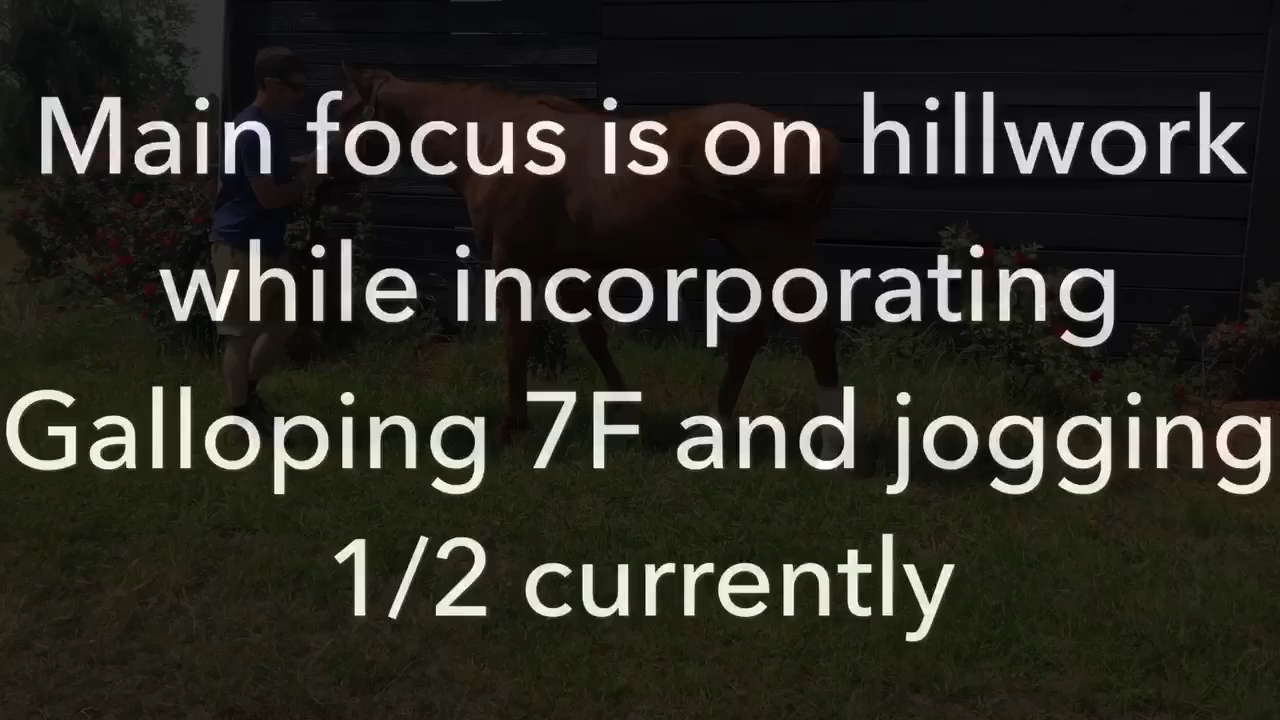 Main focus is on hillwork
while incorporating
Galloping 7F and jogging
1/2 currently